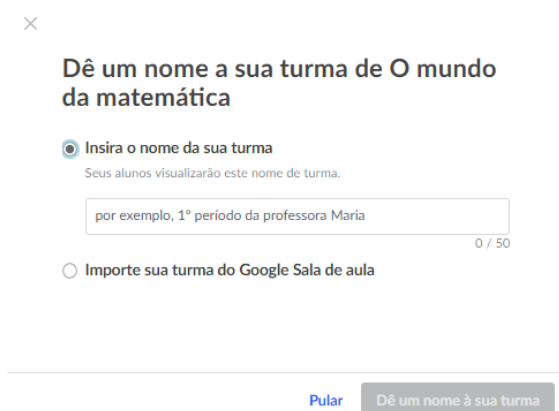 Dê um nome a sua turma de O mundo
da matemática
Insira o nome da sua turma
Seus alunos visualizarão este nome de turma.
por exemplo, 1º período da professora Maria
0 / 50
Importe sua turma do Google Sala de aula
Pular
Dê um nome à sua turma